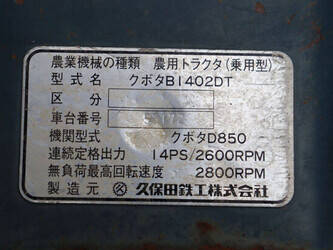 農業機械の種類 農用トラクタ(乗用型)
型式名 クボタB1402DT
区分
車台番号
機関型式 クボタD850
連続定格出力 14PS/2600RPM
無負荷最高回転速度 2800RPM
製造元 久保田鉄工株式会社